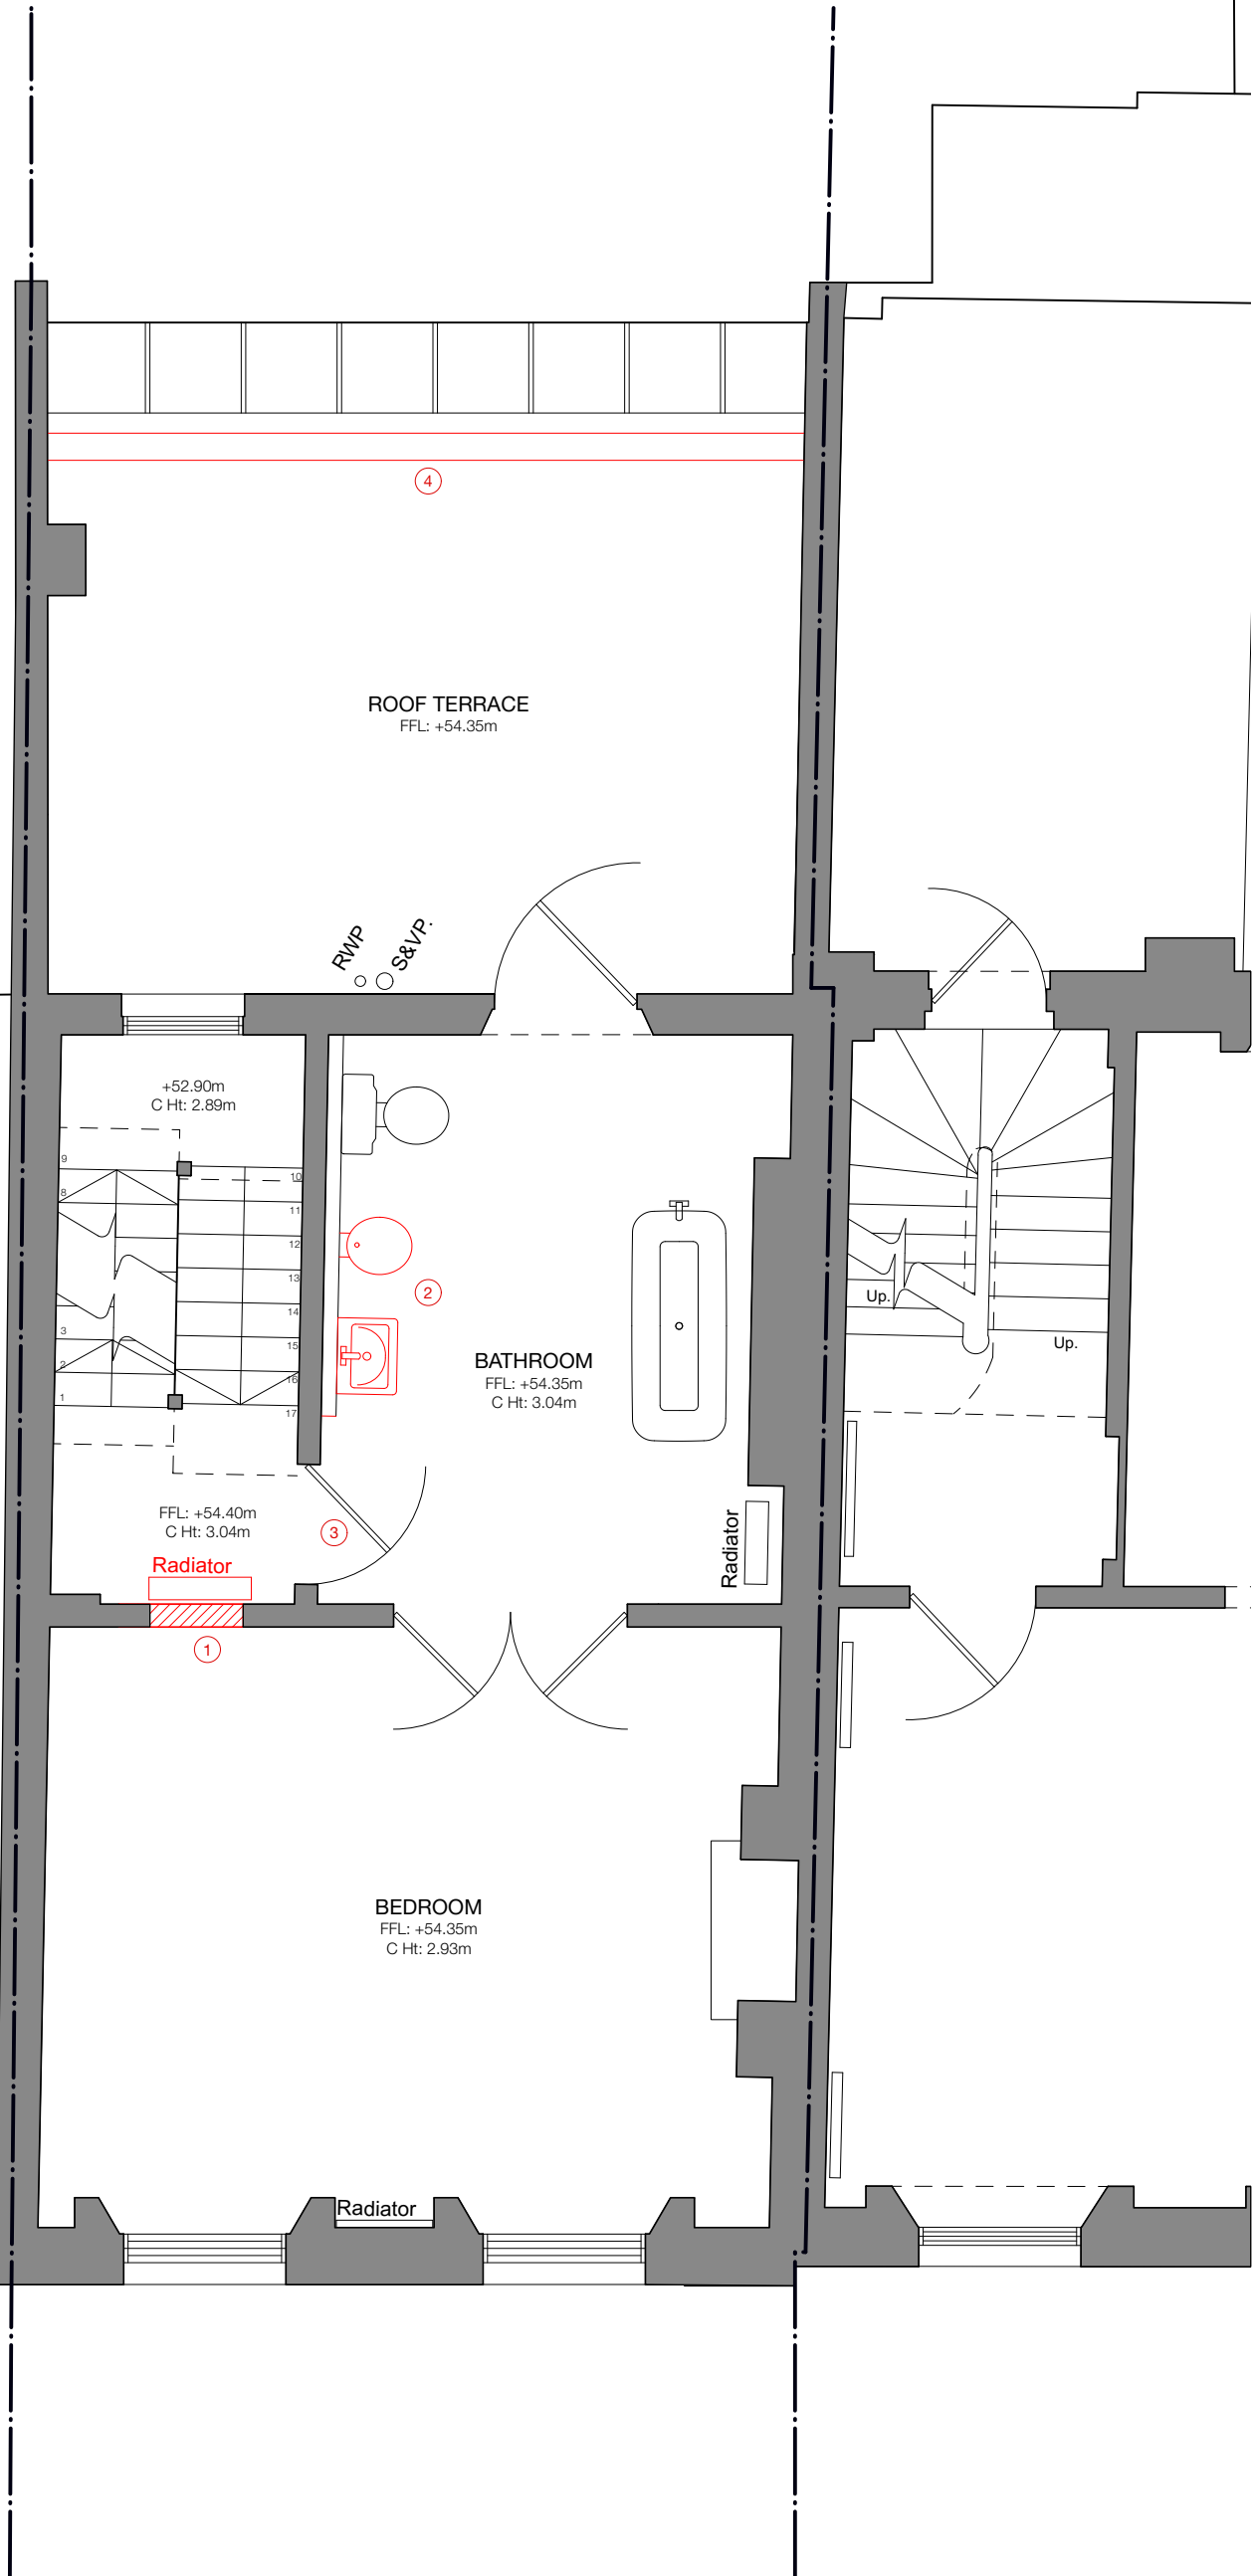 4
ROOF TERRACE
FFL: +54.35m
RWP
S&VP.
+52.90m
C Ht: 2.89m
9
8
3
2
1
10
11
12
13
14
15
16
17
2
BATHROOM
FFL: +54.35m
C Ht: 3.04m
Up.
Up.
FFL: +54.40m
C Ht: 3.04m
3
Radiator
Radiator
1
BEDROOM
FFL: +54.35m
C Ht: 2.93m
Radiator